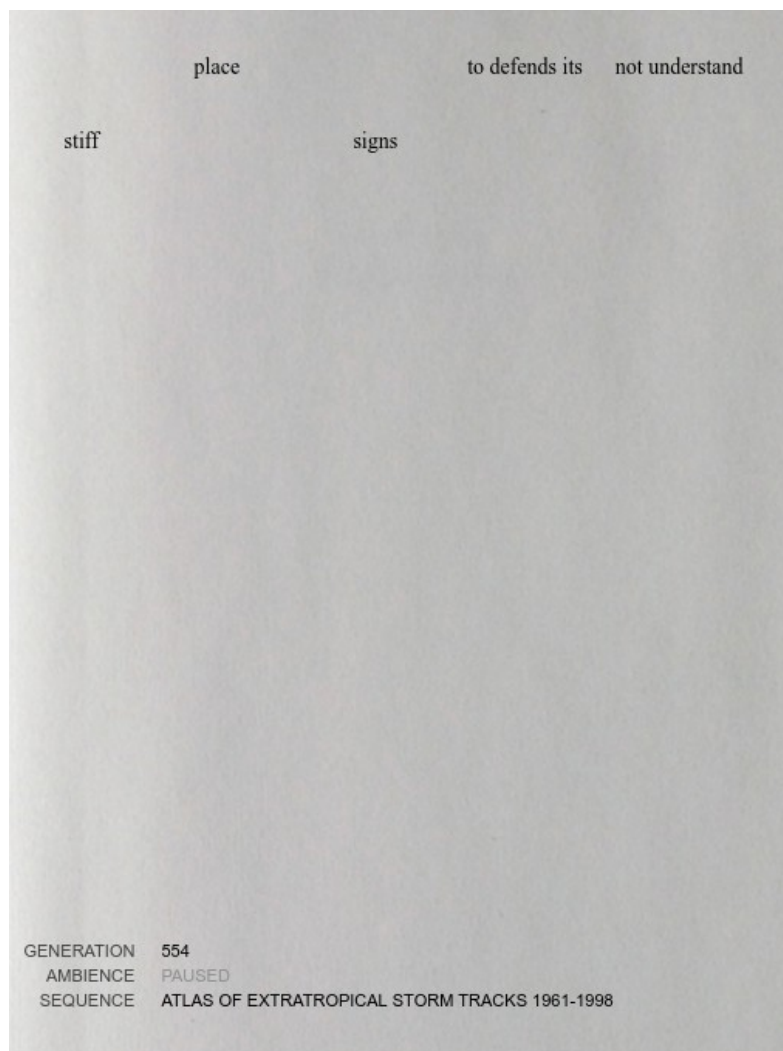 place to defends its not understand
stiff signs
GENERATION 554
AMBIENCE PAUSED
SEQUENCE ATLAS OF EXTRATROPICAL STORM TRACKS 1961-1998